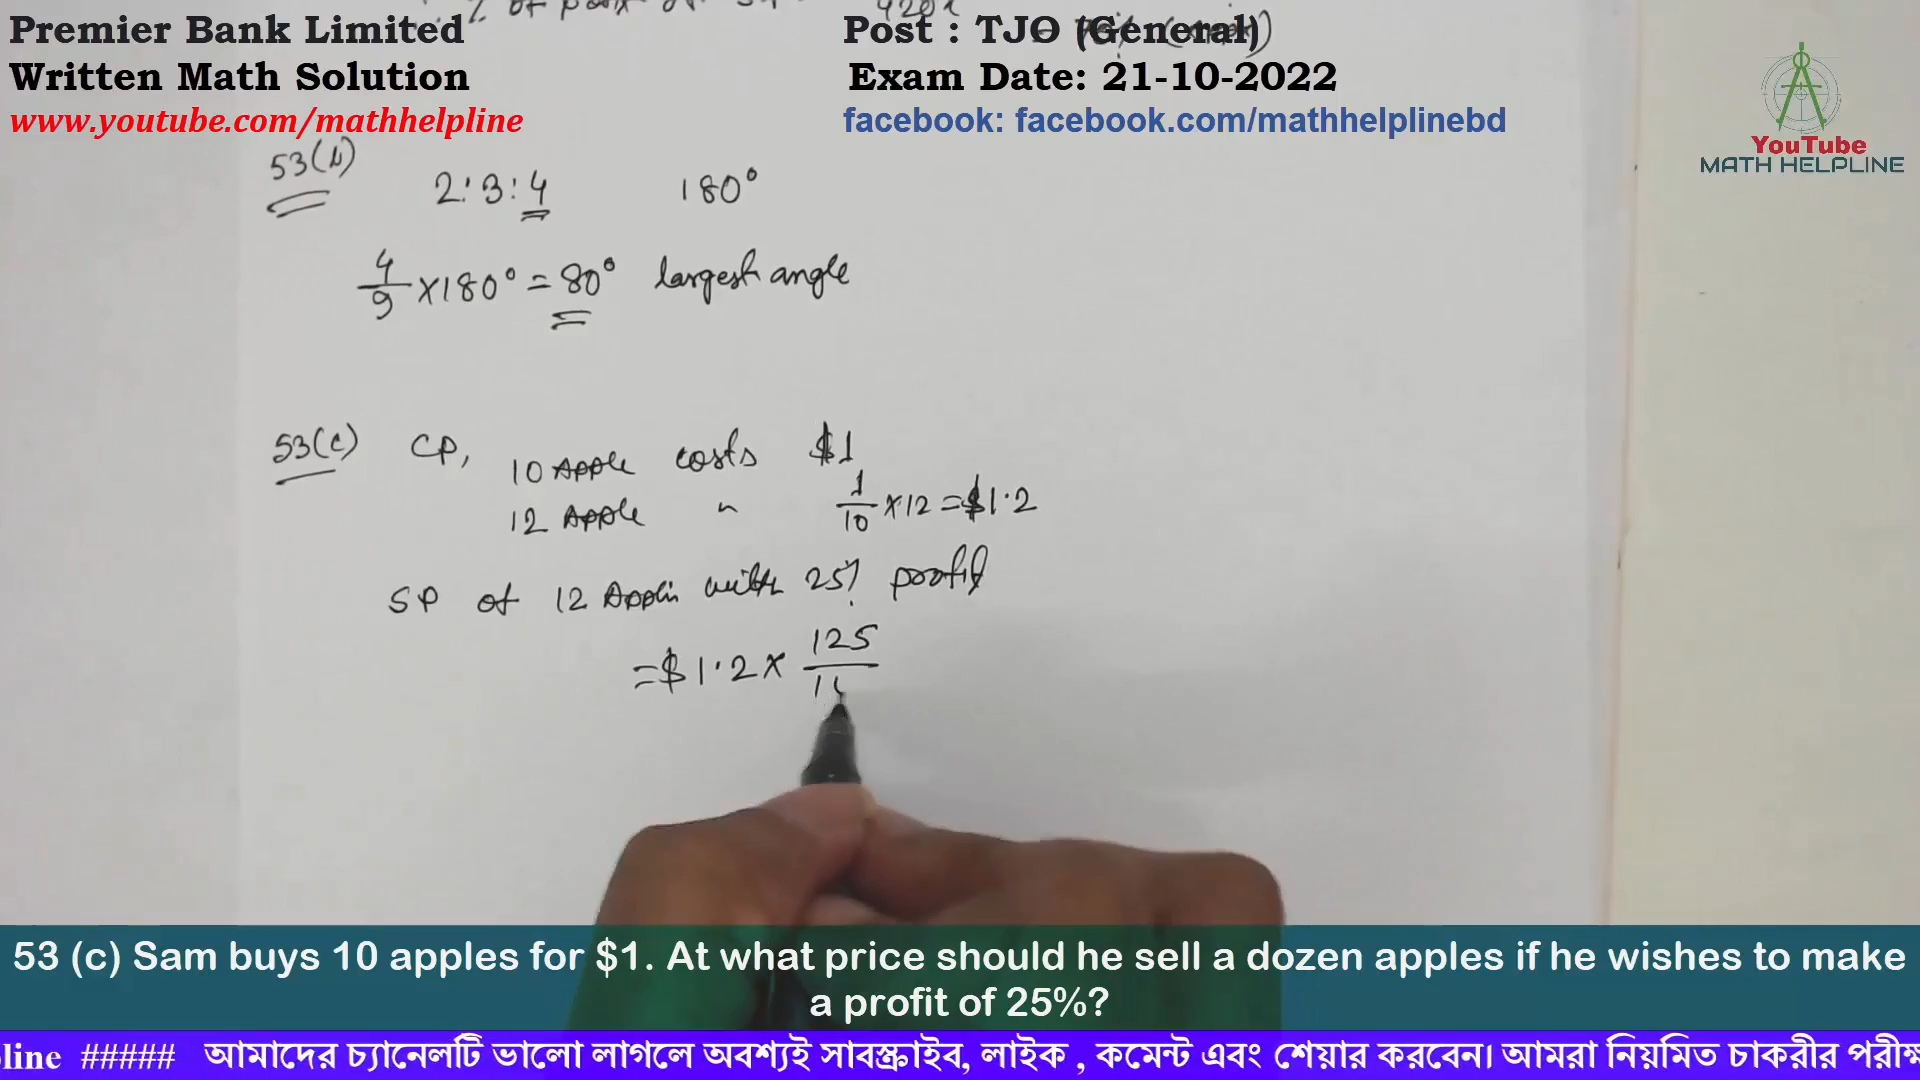 % of
Premier Bank Limited
Post : TJO (General)
Written Math Solution
Exam Date: 21-10-2022
www.youtube.com/mathhelpline
facebook: facebook.com/mathhelplinebd
YouTube
MATH HELPLINE
53(b)
2:3:4 180°
4/9 ×180° = 80° largest angle
53(c) CP, 10 Apple costs $1
12 Apple " 1/10 ×12 = $1.2
SP of 12 Apple with 25% profit
= $1.2 × 125
53 (c) Sam buys 10 apples for $1. At what price should he sell a dozen apples if he wishes to make
a profit of 25%?
line ##### আমাদের চ্যানেলটি ভালো লাগলে অবশ্যই সাবস্ক্রাইব, লাইক , কমেন্ট এবং শেয়ার করবেন। আমরা নিয়মিত চাকরীর